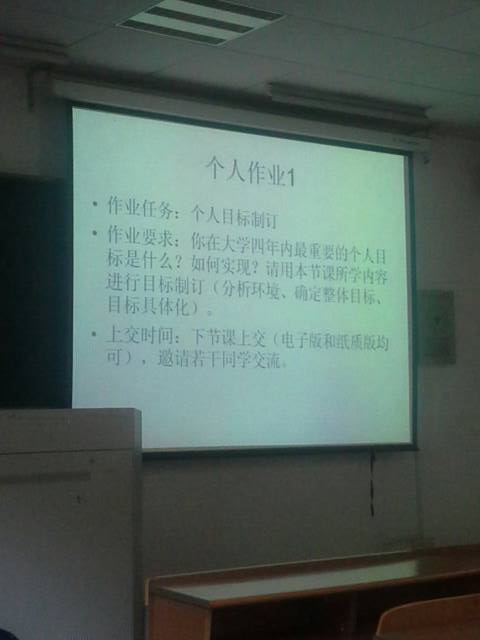 个人作业1
• 作业任务：个人目标制订
• 作业要求：你在大学四年内最重要的个人目
标是什么？如何实现？请用本节课所学内容
进行目标制订（分析环境、确定整体目标、
目标具体化）。
• 上交时间：下节课上交（电子版和纸质版均
可），邀请若干同学交流。